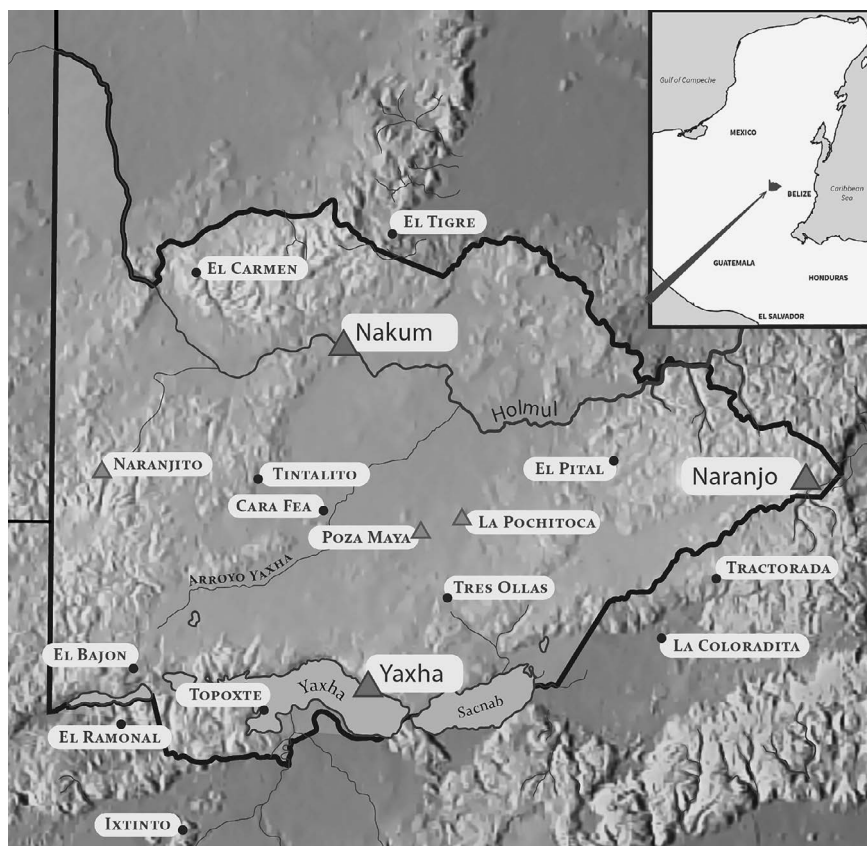 Gulf of Campeche
MEXICO
BELIZE
Caribbean
Sea
GUATEMALA
HONDURAS
EL SALVADOR
EL TIGRE
EL CARMEN
Nakum
Holmul
NARANJITO
TINTALITO
EL PITAL
Naranjo
CARA FEA
LA POCHITOCA
POZA MAYA
ARROYO YAXHA
TRACTORADA
TRES OLLAS
LA COLORADITA
EL BAJON
Yaxha
Yaxha
TOPOXTE
Sacnab
EL RAMONAL
IXTINTO